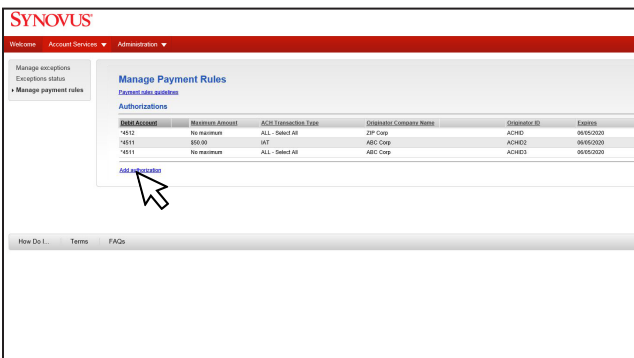 SYNOVUS®
Welcome Account Services Administration
Manage exceptions
Exceptions status
Manage payment rules
Manage Payment Rules
Payment rules guidelines
Authorizations
Debit Account Maximum Amount ACH Transaction Type Originator Company Name Originator ID Expires
*4512 No maximum ALL - Select All ZIP Corp ACHID 06/05/2020
*4511 $50.00 IAT ABC Corp ACHID2 06/05/2020
*4511 No maximum ALL - Select All ABC Corp ACHID3 06/05/2020
Add authorization
How Do I... Terms FAQs